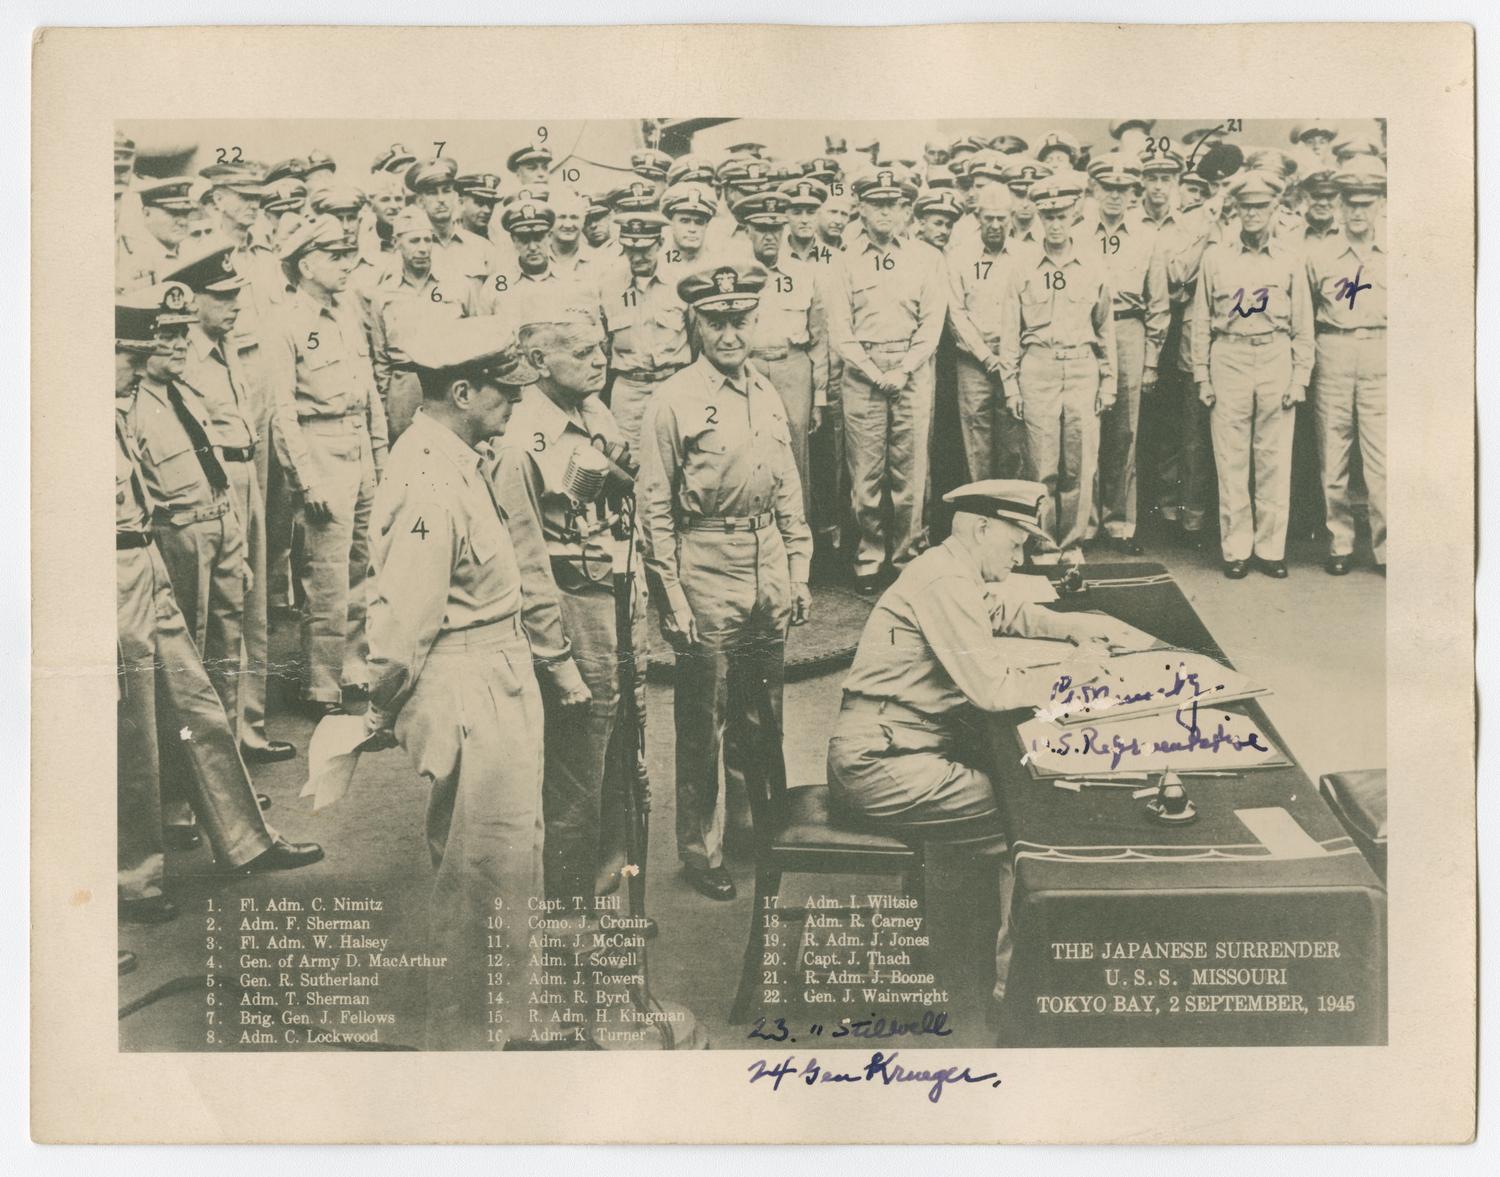 22
7
9
10
20
21
15
8
6
5
12
14
13
11
16
17
18
19
23
24
2
3
4
1
C. Nimitz
U.S. Representative
1. Fl. Adm. C. Nimitz
2. Adm. F. Sherman
3. Fl. Adm. W. Halsey
4. Gen. of Army D. MacArthur
5. Gen. R. Sutherland
6. Adm. T. Sherman
7. Brig. Gen. J. Fellows
8. Adm. C. Lockwood
9. Capt. T. Hill
10. Como. J. Cronin
11. Adm. J. McCain
12. Adm. I. Sowell
13. Adm. J. Towers
14. Adm. R. Byrd
15. R. Adm. H. Kingman
16. Adm. K Turner
17. Adm. I. Wiltsie
18. Adm. R. Carney
19. R. Adm. J. Jones
20. Capt. J. Thach
21. R. Adm. J. Boone
22. Gen. J. Wainwright
23. " Stilwell
24 Gen Krueger.
THE JAPANESE SURRENDER
U.S.S. MISSOURI
TOKYO BAY, 2 SEPTEMBER, 1945